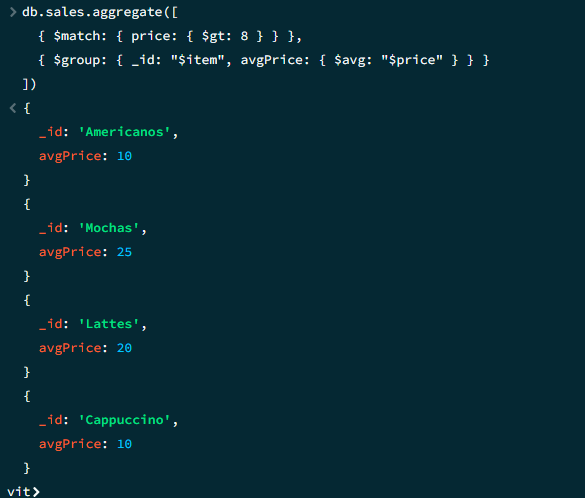 > db.sales.aggregate([
{ $match: { price: { $gt: 8 } } },
{ $group: { _id: "$item", avgPrice: { $avg: "$price" } } }
])
< {
_id: 'Americanos',
avgPrice: 10
}
{
_id: 'Mochas',
avgPrice: 25
}
{
_id: 'Lattes',
avgPrice: 20
}
{
_id: 'Cappuccino',
avgPrice: 10
}
vit>